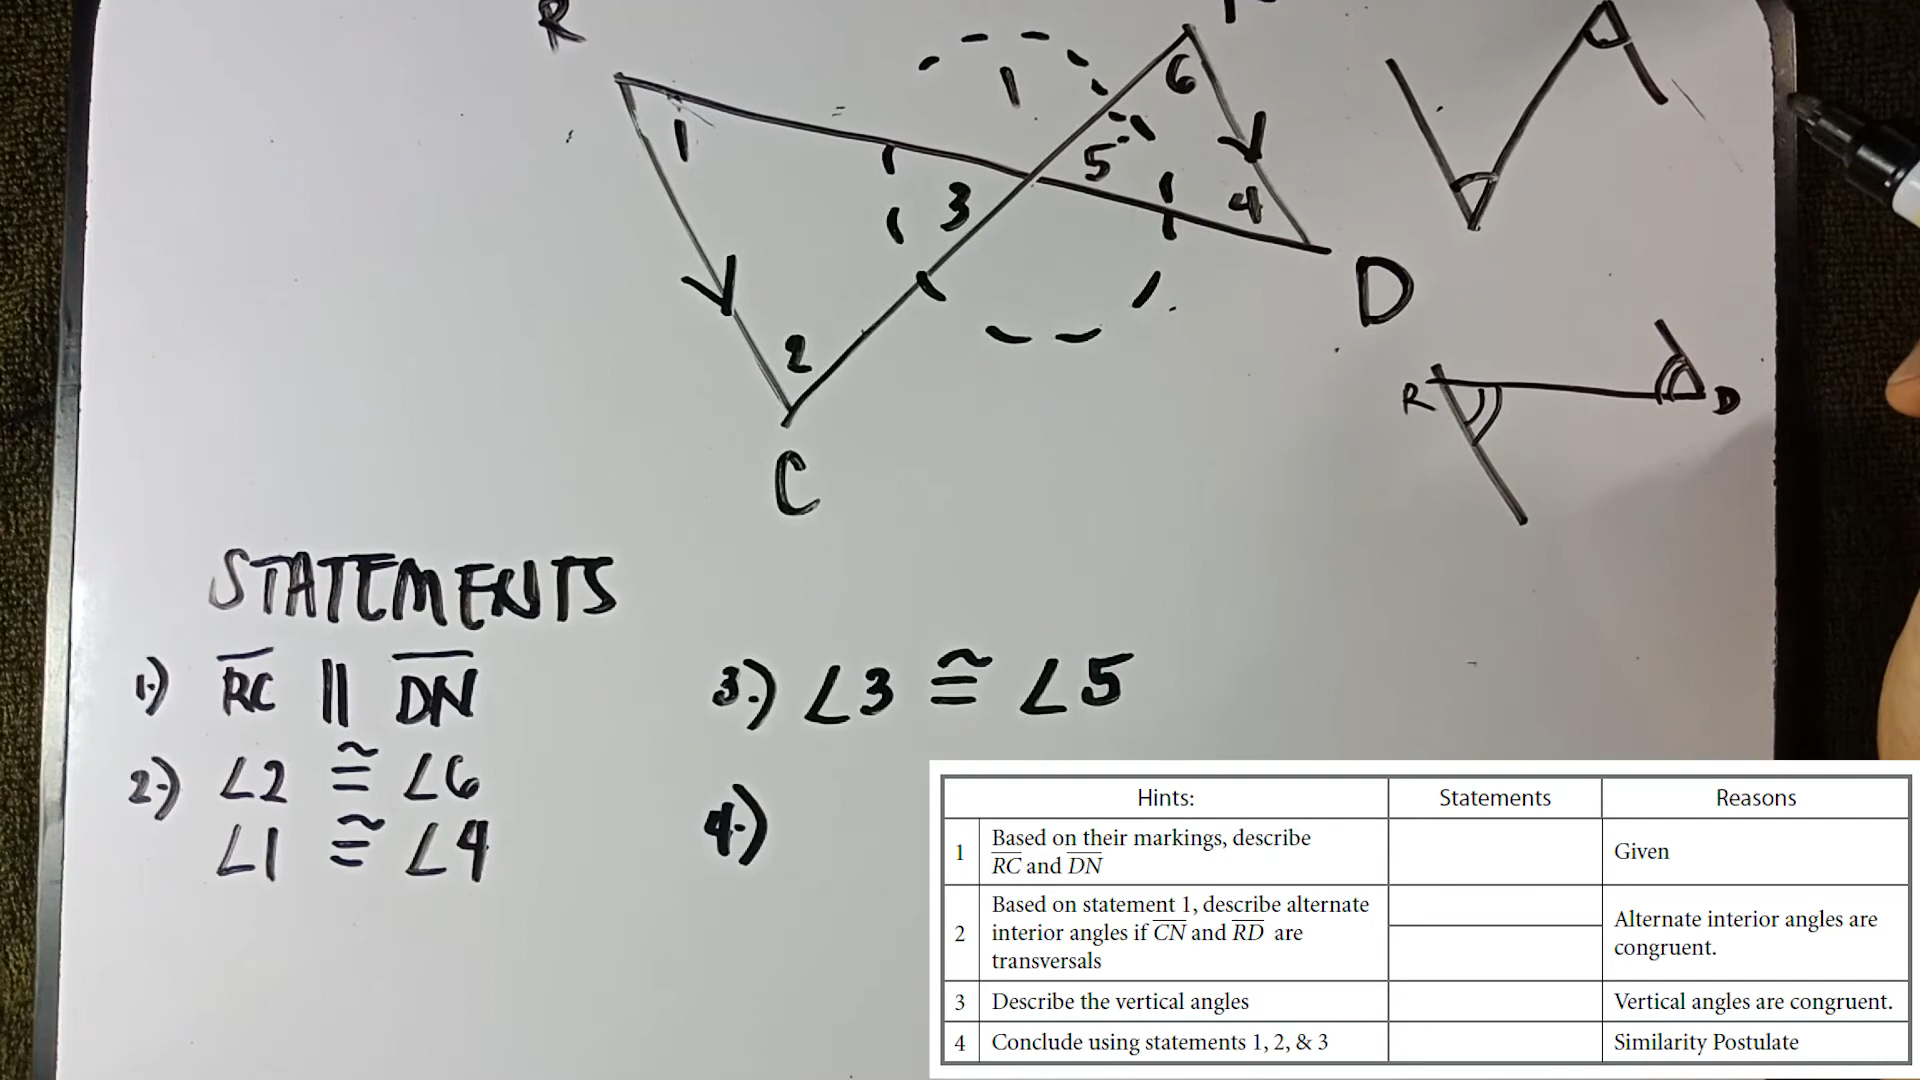 R
1
6
5
3
4
D
2
C
R
D
STATEMENTS
1.) RC || DN
2.) ∠2 ≅ ∠6
∠1 ≅ ∠4
3.) ∠3 ≅ ∠5
4.)
Hints: Statements Reasons
1 Based on their markings, describe RC and DN Given
2 Based on statement 1, describe alternate interior angles if CN and RD are transversals Alternate interior angles are congruent.
3 Describe the vertical angles Vertical angles are congruent.
4 Conclude using statements 1, 2, & 3 Similarity Postulate